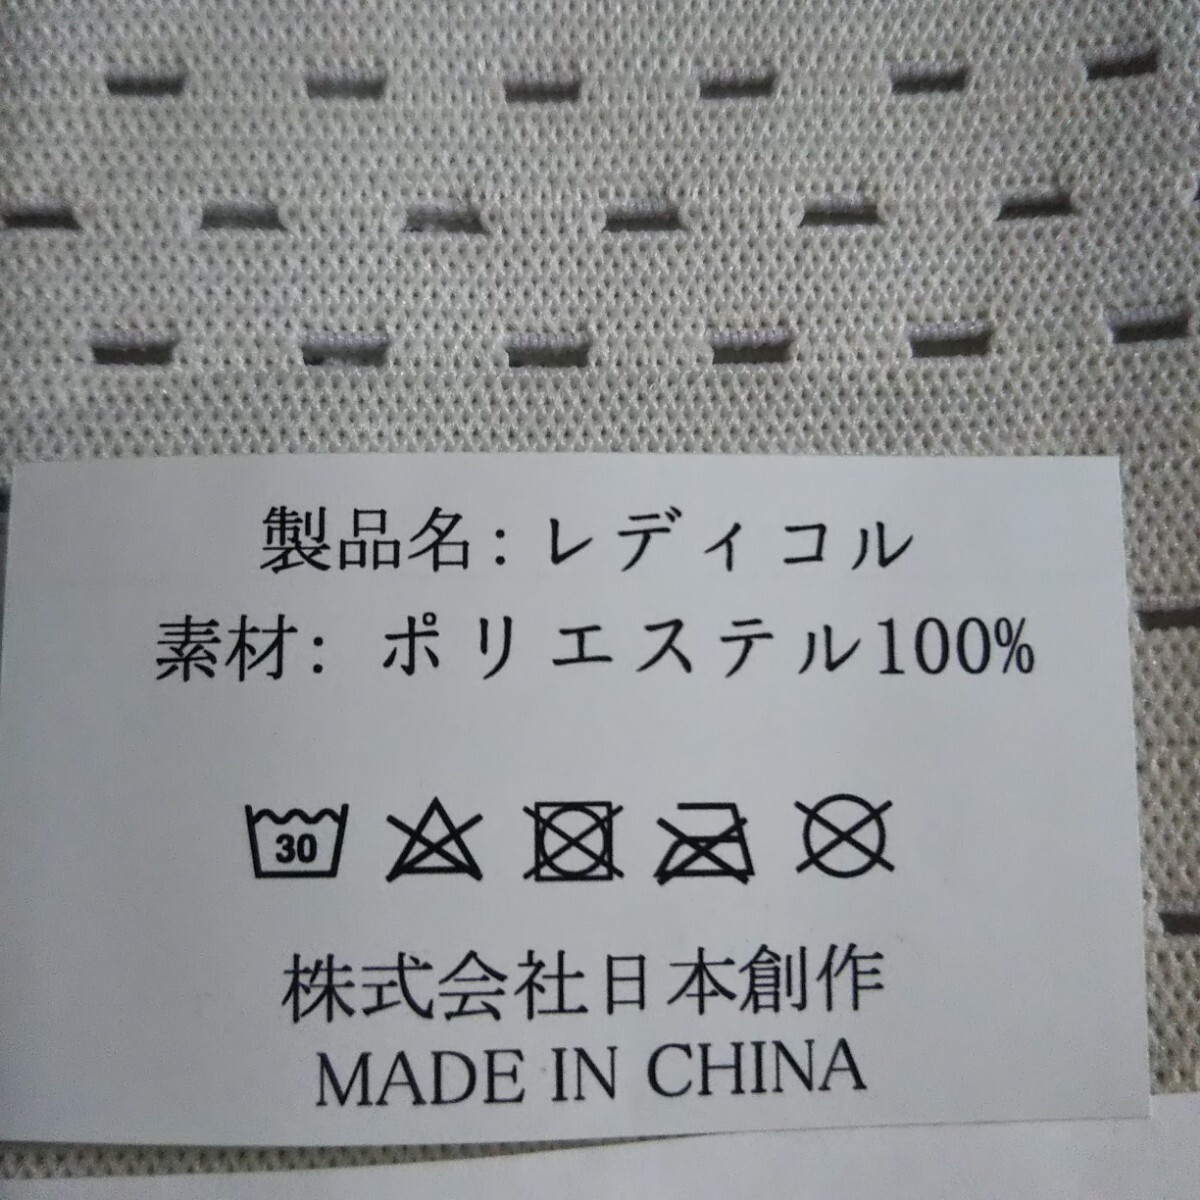 製品名:レディコル
素材: ポリエステル100%
30
株式会社日本創作
MADE IN CHINA